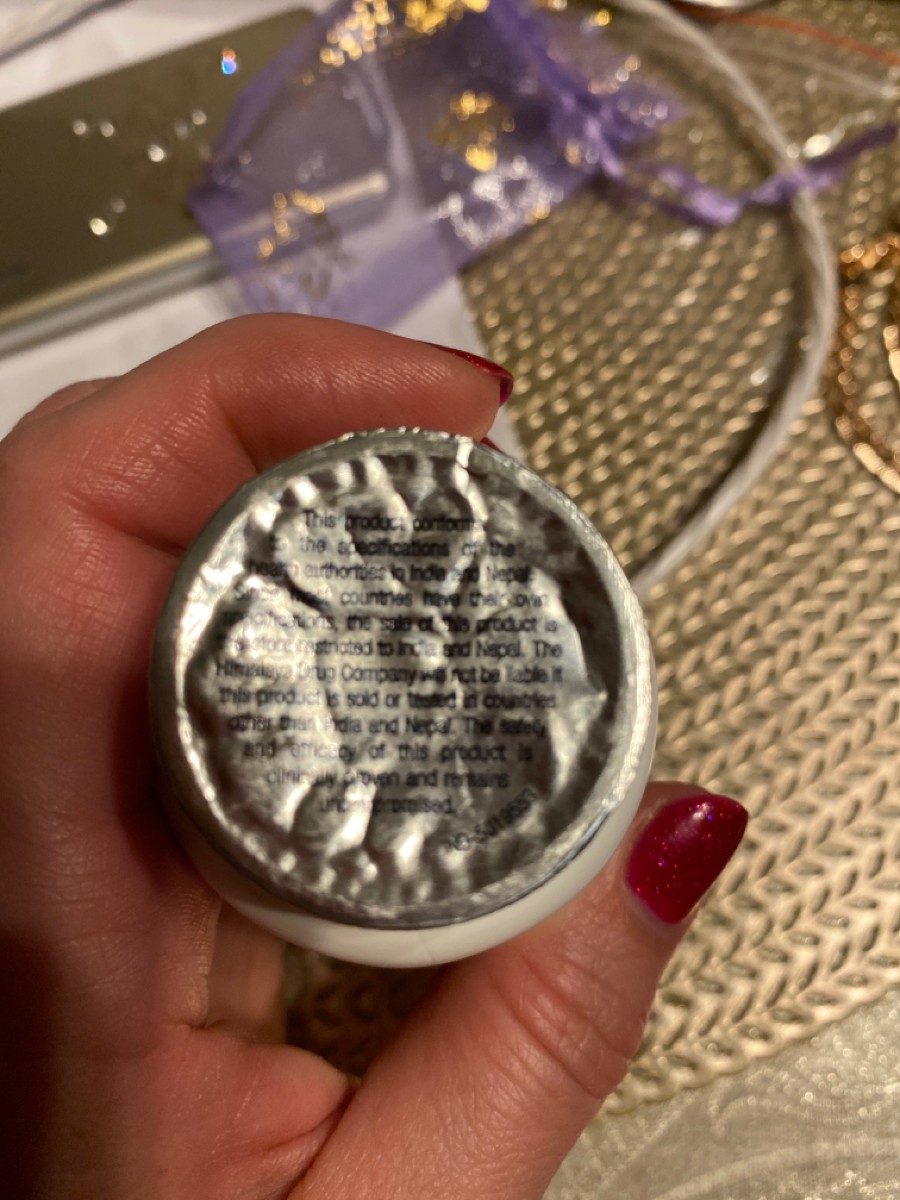 This product conforms
to the specifications of the
health authorities in India and Nepal.
Since most countries have their own
specifications, the sale of this product is
therefore restricted to India and Nepal. The
Himalaya Drug Company will not be liable if
this product is sold or tested in countries
other than India and Nepal. The safety
and efficacy of this product is
clinically proven and remains
uncompromised.